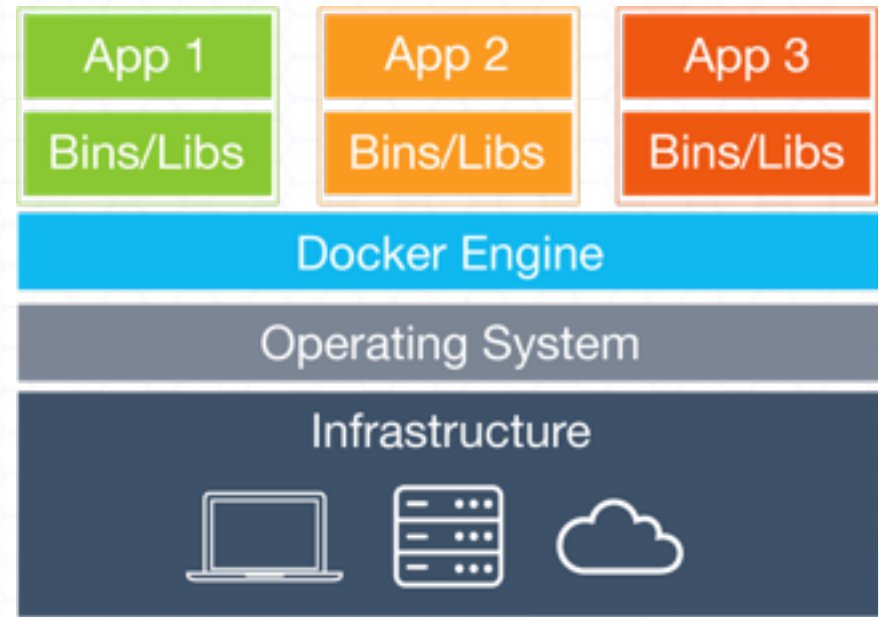 App 1
App 2
App 3
Bins/Libs
Bins/Libs
Bins/Libs
Docker Engine
Operating System
Infrastructure